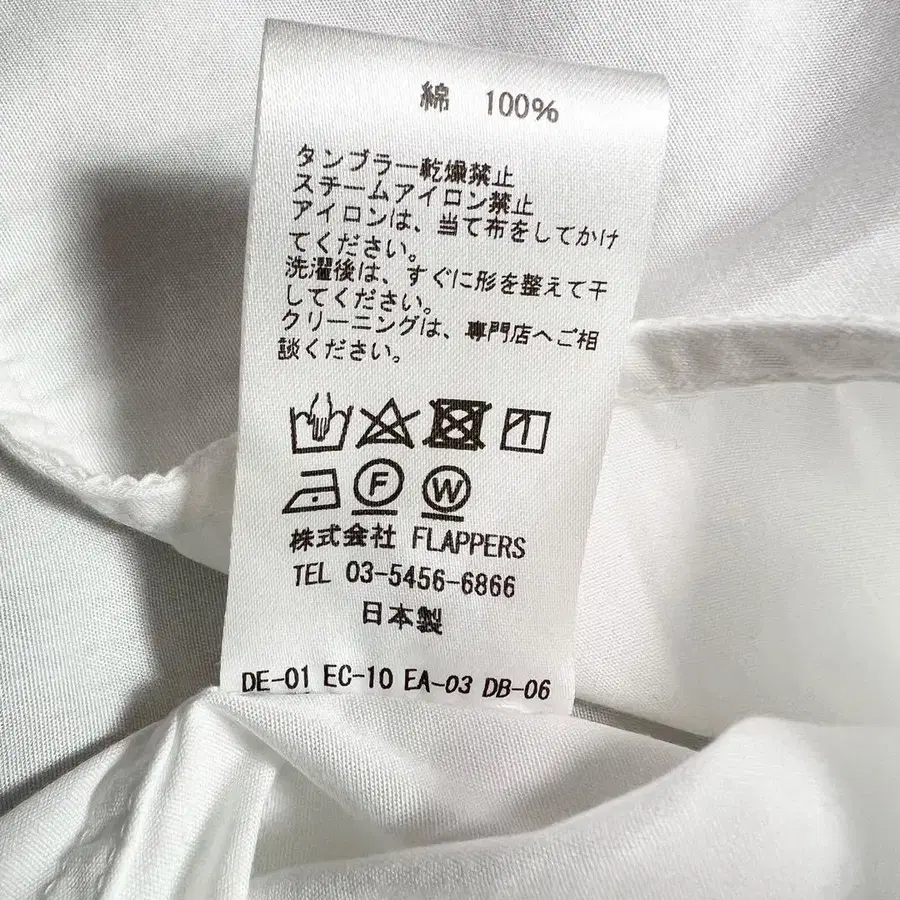 綿 100%
タンブラー乾燥禁止
スチームアイロン禁止
アイロンは、当て布をしてかけ
てください。
洗濯後は、すぐに形を整えて干
してください。
クリーニングは、専門店へご相
談ください。
F W
株式会社 FLAPPERS
TEL 03-5456-6866
日本製
DE-01 EC-10 EA-03 DB-06